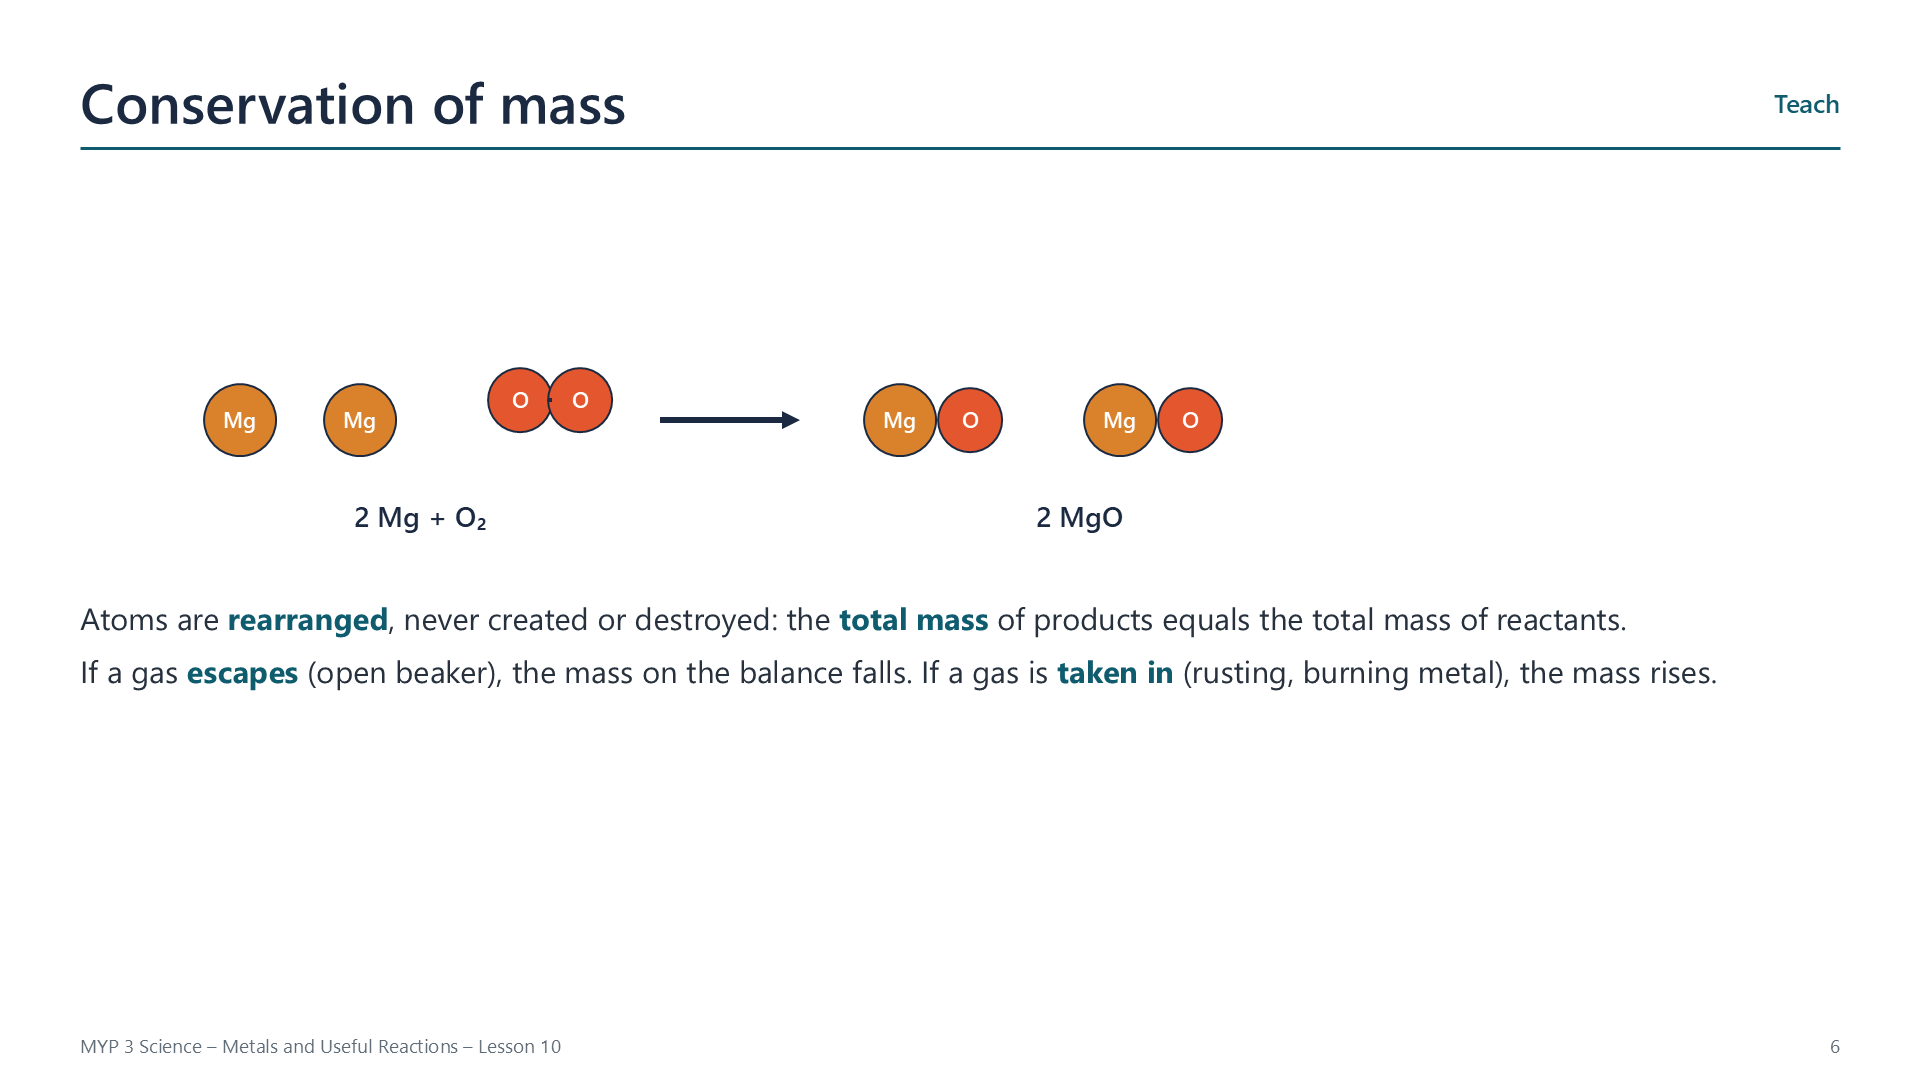 Conservation of mass
Teach
Mg Mg O O Mg O Mg O
2 Mg + O₂
2 MgO
Atoms are rearranged, never created or destroyed: the total mass of products equals the total mass of reactants.
If a gas escapes (open beaker), the mass on the balance falls. If a gas is taken in (rusting, burning metal), the mass rises.
MYP 3 Science – Metals and Useful Reactions – Lesson 10
6